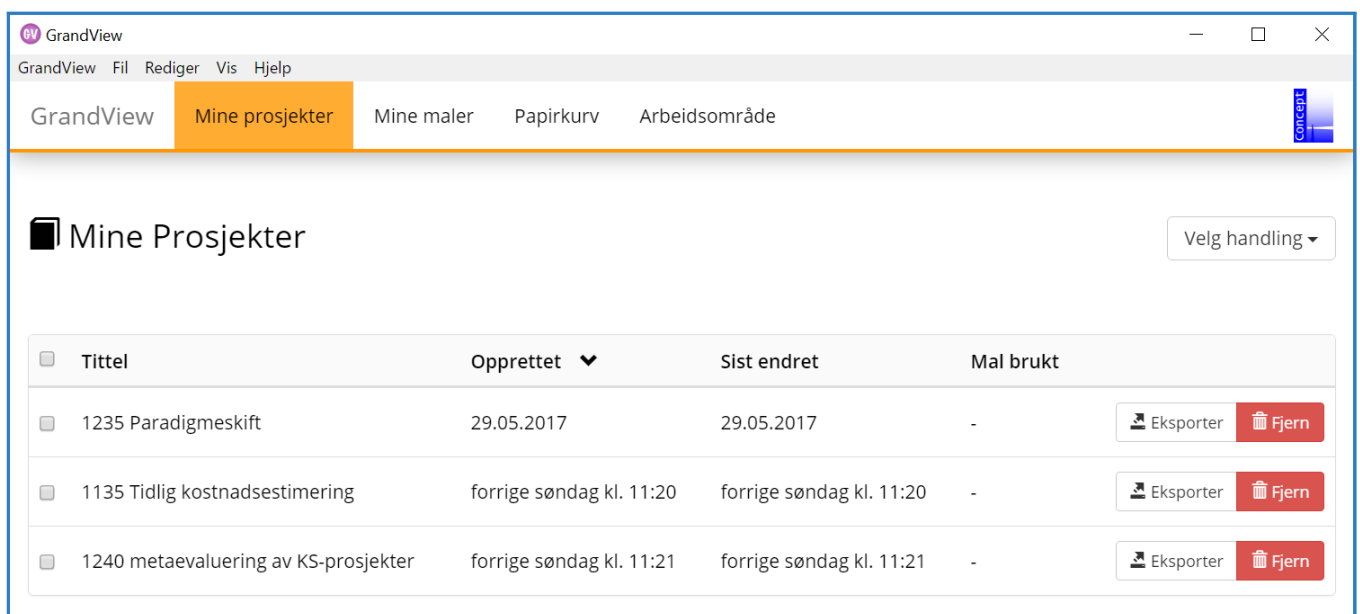 GV GrandView
GrandView Fil Rediger Vis Hjelp
GrandView Mine prosjekter Mine maler Papirkurv Arbeidsområde concept
Mine Prosjekter Velg handling
Tittel Opprettet Sist endret Mal brukt
1235 Paradigmeskift 29.05.2017 29.05.2017 - Eksporter Fjern
1135 Tidlig kostnadsestimering forrige søndag kl. 11:20 forrige søndag kl. 11:20 - Eksporter Fjern
1240 metaevaluering av KS-prosjekter forrige søndag kl. 11:21 forrige søndag kl. 11:21 - Eksporter Fjern